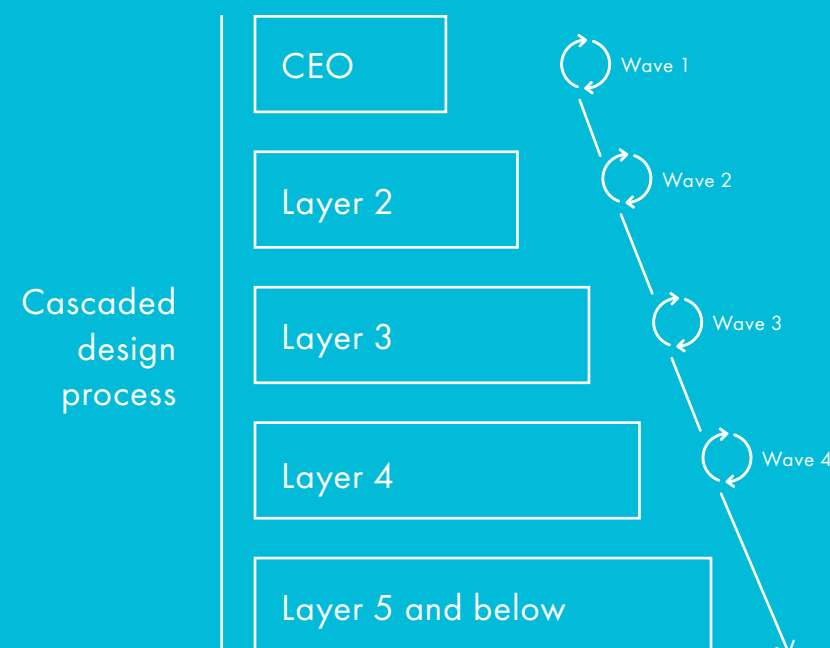 CEO
Wave 1
Layer 2
Wave 2
Cascaded
design
process
Layer 3
Wave 3
Layer 4
Wave 4
Layer 5 and below